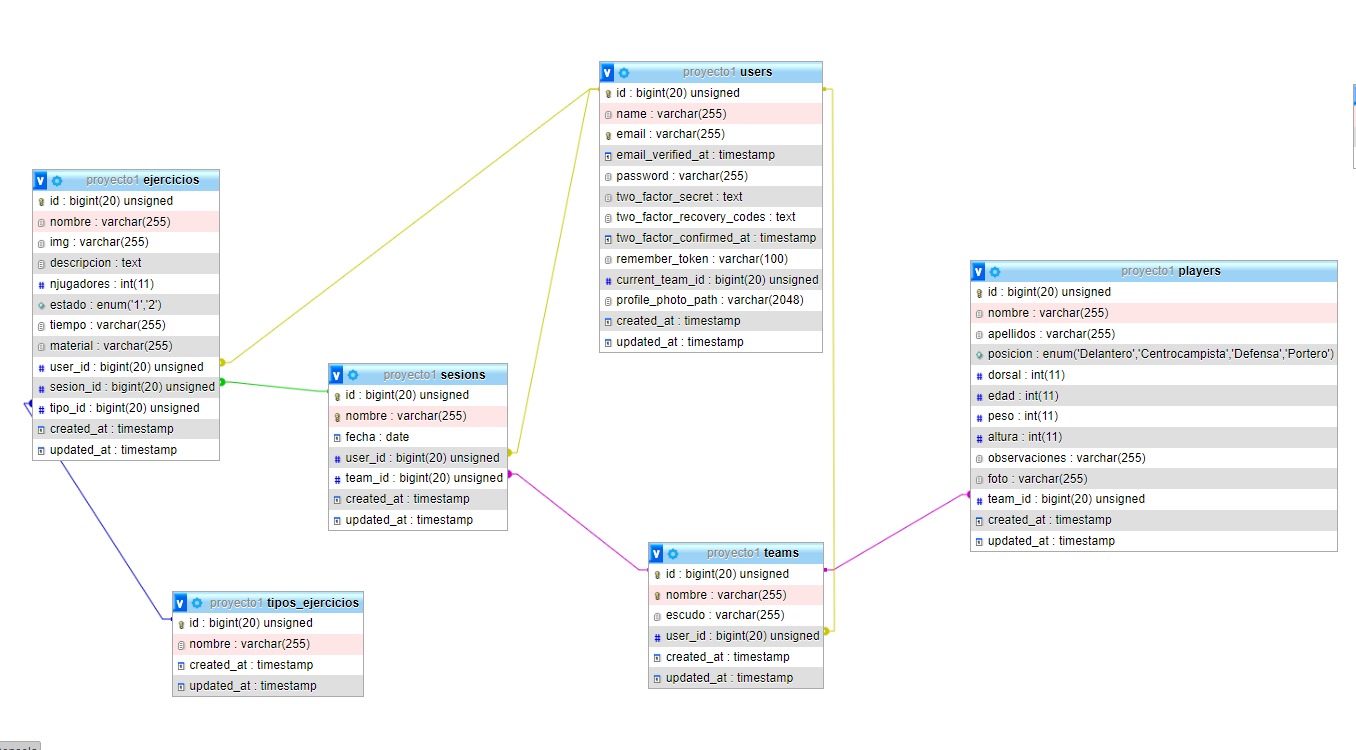 proyecto1 users
id : bigint(20) unsigned
name : varchar(255)
email : varchar(255)
email_verified_at : timestamp
password : varchar(255)
two_factor_secret : text
two_factor_recovery_codes : text
two_factor_confirmed_at : timestamp
remember_token : varchar(100)
current_team_id : bigint(20) unsigned
profile_photo_path : varchar(2048)
created_at : timestamp
updated_at : timestamp
proyecto1 ejercicios
id : bigint(20) unsigned
nombre : varchar(255)
img : varchar(255)
descripcion : text
njugadores : int(11)
estado : enum('1','2')
tiempo : varchar(255)
material : varchar(255)
user_id : bigint(20) unsigned
sesion_id : bigint(20) unsigned
tipo_id : bigint(20) unsigned
created_at : timestamp
updated_at : timestamp
proyecto1 players
id : bigint(20) unsigned
nombre : varchar(255)
apellidos : varchar(255)
posicion : enum('Delantero','Centrocampista','Defensa','Portero')
dorsal : int(11)
edad : int(11)
peso : int(11)
altura : int(11)
observaciones : varchar(255)
foto : varchar(255)
team_id : bigint(20) unsigned
created_at : timestamp
updated_at : timestamp
proyecto1 sesions
id : bigint(20) unsigned
nombre : varchar(255)
fecha : date
user_id : bigint(20) unsigned
team_id : bigint(20) unsigned
created_at : timestamp
updated_at : timestamp
proyecto1 teams
id : bigint(20) unsigned
nombre : varchar(255)
escudo : varchar(255)
user_id : bigint(20) unsigned
created_at : timestamp
updated_at : timestamp
proyecto1 tipos_ejercicios
id : bigint(20) unsigned
nombre : varchar(255)
created_at : timestamp
updated_at : timestamp